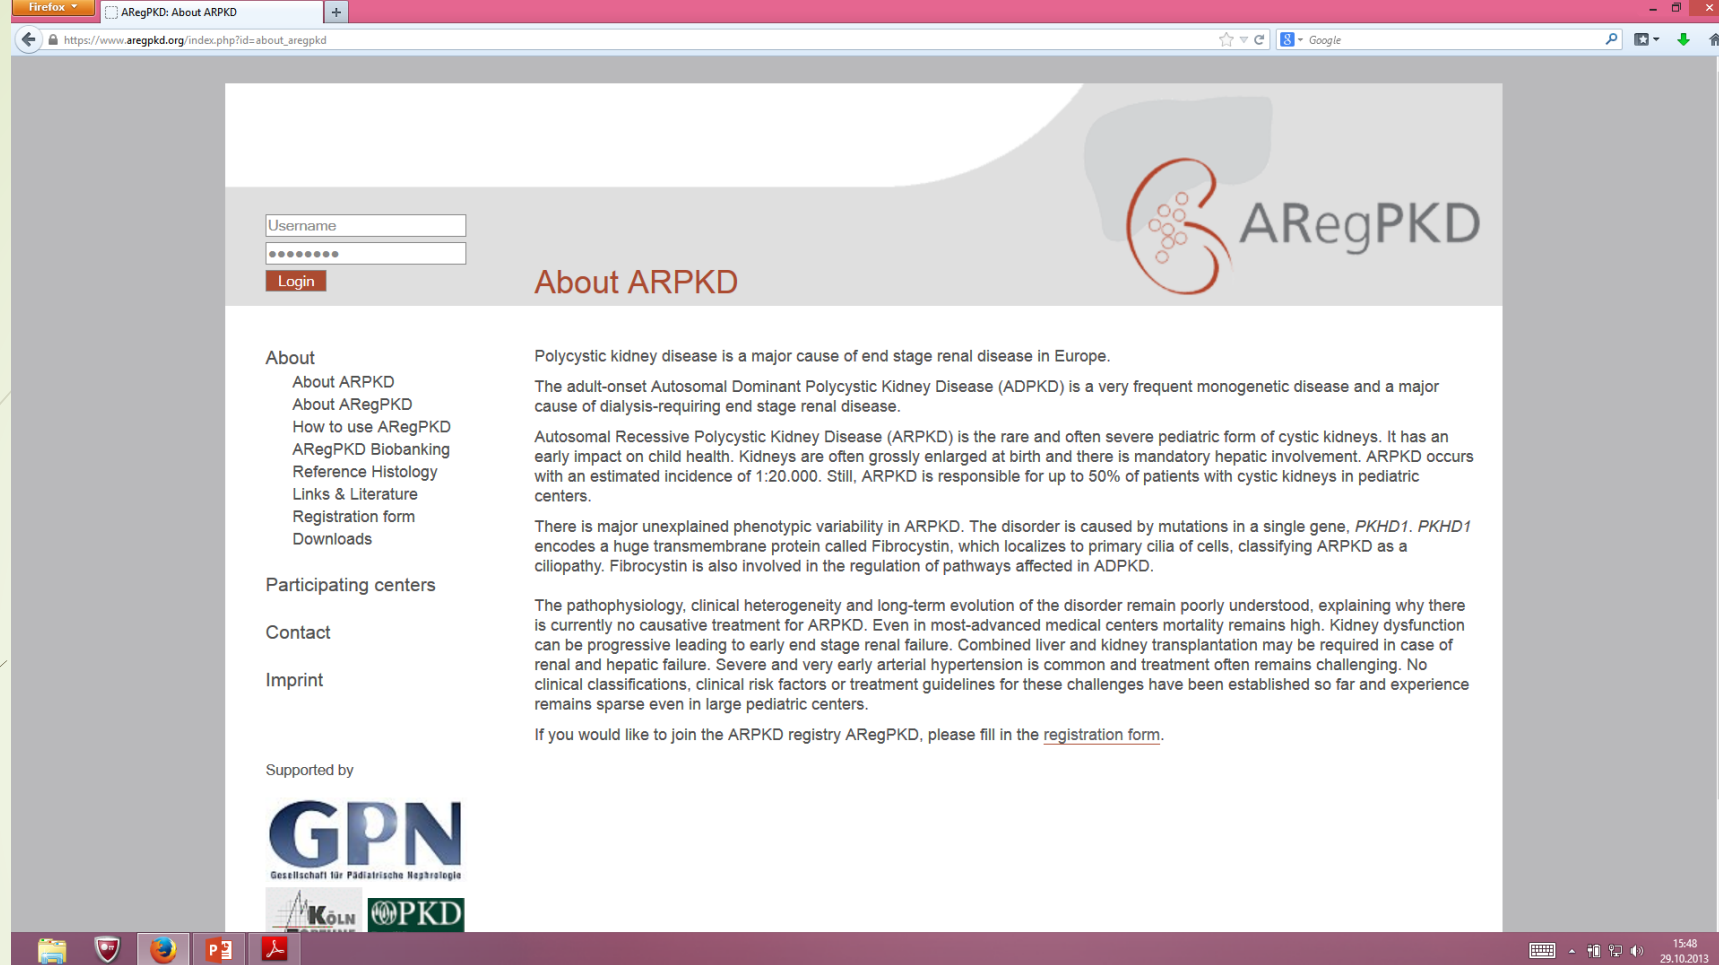 Firefox
ARegPKD: About ARPKD
https://www.aregpkd.org/index.php?id=about_aregpkd
Google
ARegPKD
Username
Login
About ARPKD
About
About ARPKD
About ARegPKD
How to use ARegPKD
ARegPKD Biobanking
Reference Histology
Links & Literature
Registration form
Downloads
Participating centers
Contact
Imprint
Supported by
GPN
Gesellschaft für Pädiatrische Nephrologie
KÖLN
FORTUNE
PKD
Polycystic kidney disease is a major cause of end stage renal disease in Europe.
The adult-onset Autosomal Dominant Polycystic Kidney Disease (ADPKD) is a very frequent monogenetic disease and a major
cause of dialysis-requiring end stage renal disease.
Autosomal Recessive Polycystic Kidney Disease (ARPKD) is the rare and often severe pediatric form of cystic kidneys. It has an
early impact on child health. Kidneys are often grossly enlarged at birth and there is mandatory hepatic involvement. ARPKD occurs
with an estimated incidence of 1:20.000. Still, ARPKD is responsible for up to 50% of patients with cystic kidneys in pediatric
centers.
There is major unexplained phenotypic variability in ARPKD. The disorder is caused by mutations in a single gene, PKHD1. PKHD1
encodes a huge transmembrane protein called Fibrocystin, which localizes to primary cilia of cells, classifying ARPKD as a
ciliopathy. Fibrocystin is also involved in the regulation of pathways affected in ADPKD.
The pathophysiology, clinical heterogeneity and long-term evolution of the disorder remain poorly understood, explaining why there
is currently no causative treatment for ARPKD. Even in most-advanced medical centers mortality remains high. Kidney dysfunction
can be progressive leading to early end stage renal failure. Combined liver and kidney transplantation may be required in case of
renal and hepatic failure. Severe and very early arterial hypertension is common and treatment often remains challenging. No
clinical classifications, clinical risk factors or treatment guidelines for these challenges have been established so far and experience
remains sparse even in large pediatric centers.
If you would like to join the ARPKD registry ARegPKD, please fill in the registration form.
15:48
29.10.2013